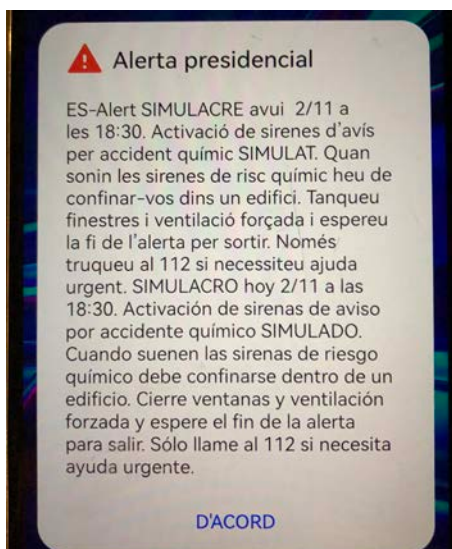 Alerta presidencial
ES-Alert SIMULACRE avui 2/11 a
les 18:30. Activació de sirenes d'avís
per accident químic SIMULAT. Quan
sonin les sirenes de risc químic heu de
confinar-vos dins un edifici. Tanqueu
finestres i ventilació forçada i espereu
la fi de l'alerta per sortir. Només
truqueu al 112 si necessiteu ajuda
urgent. SIMULACRO hoy 2/11 a las
18:30. Activación de sirenas de aviso
por accidente químico SIMULADO.
Cuando suenen las sirenas de riesgo
químico debe confinarse dentro de un
edificio. Cierre ventanas y ventilación
forzada y espere el fin de la alerta
para salir. Sólo llame al 112 si necesita
ayuda urgente.
D'ACORD